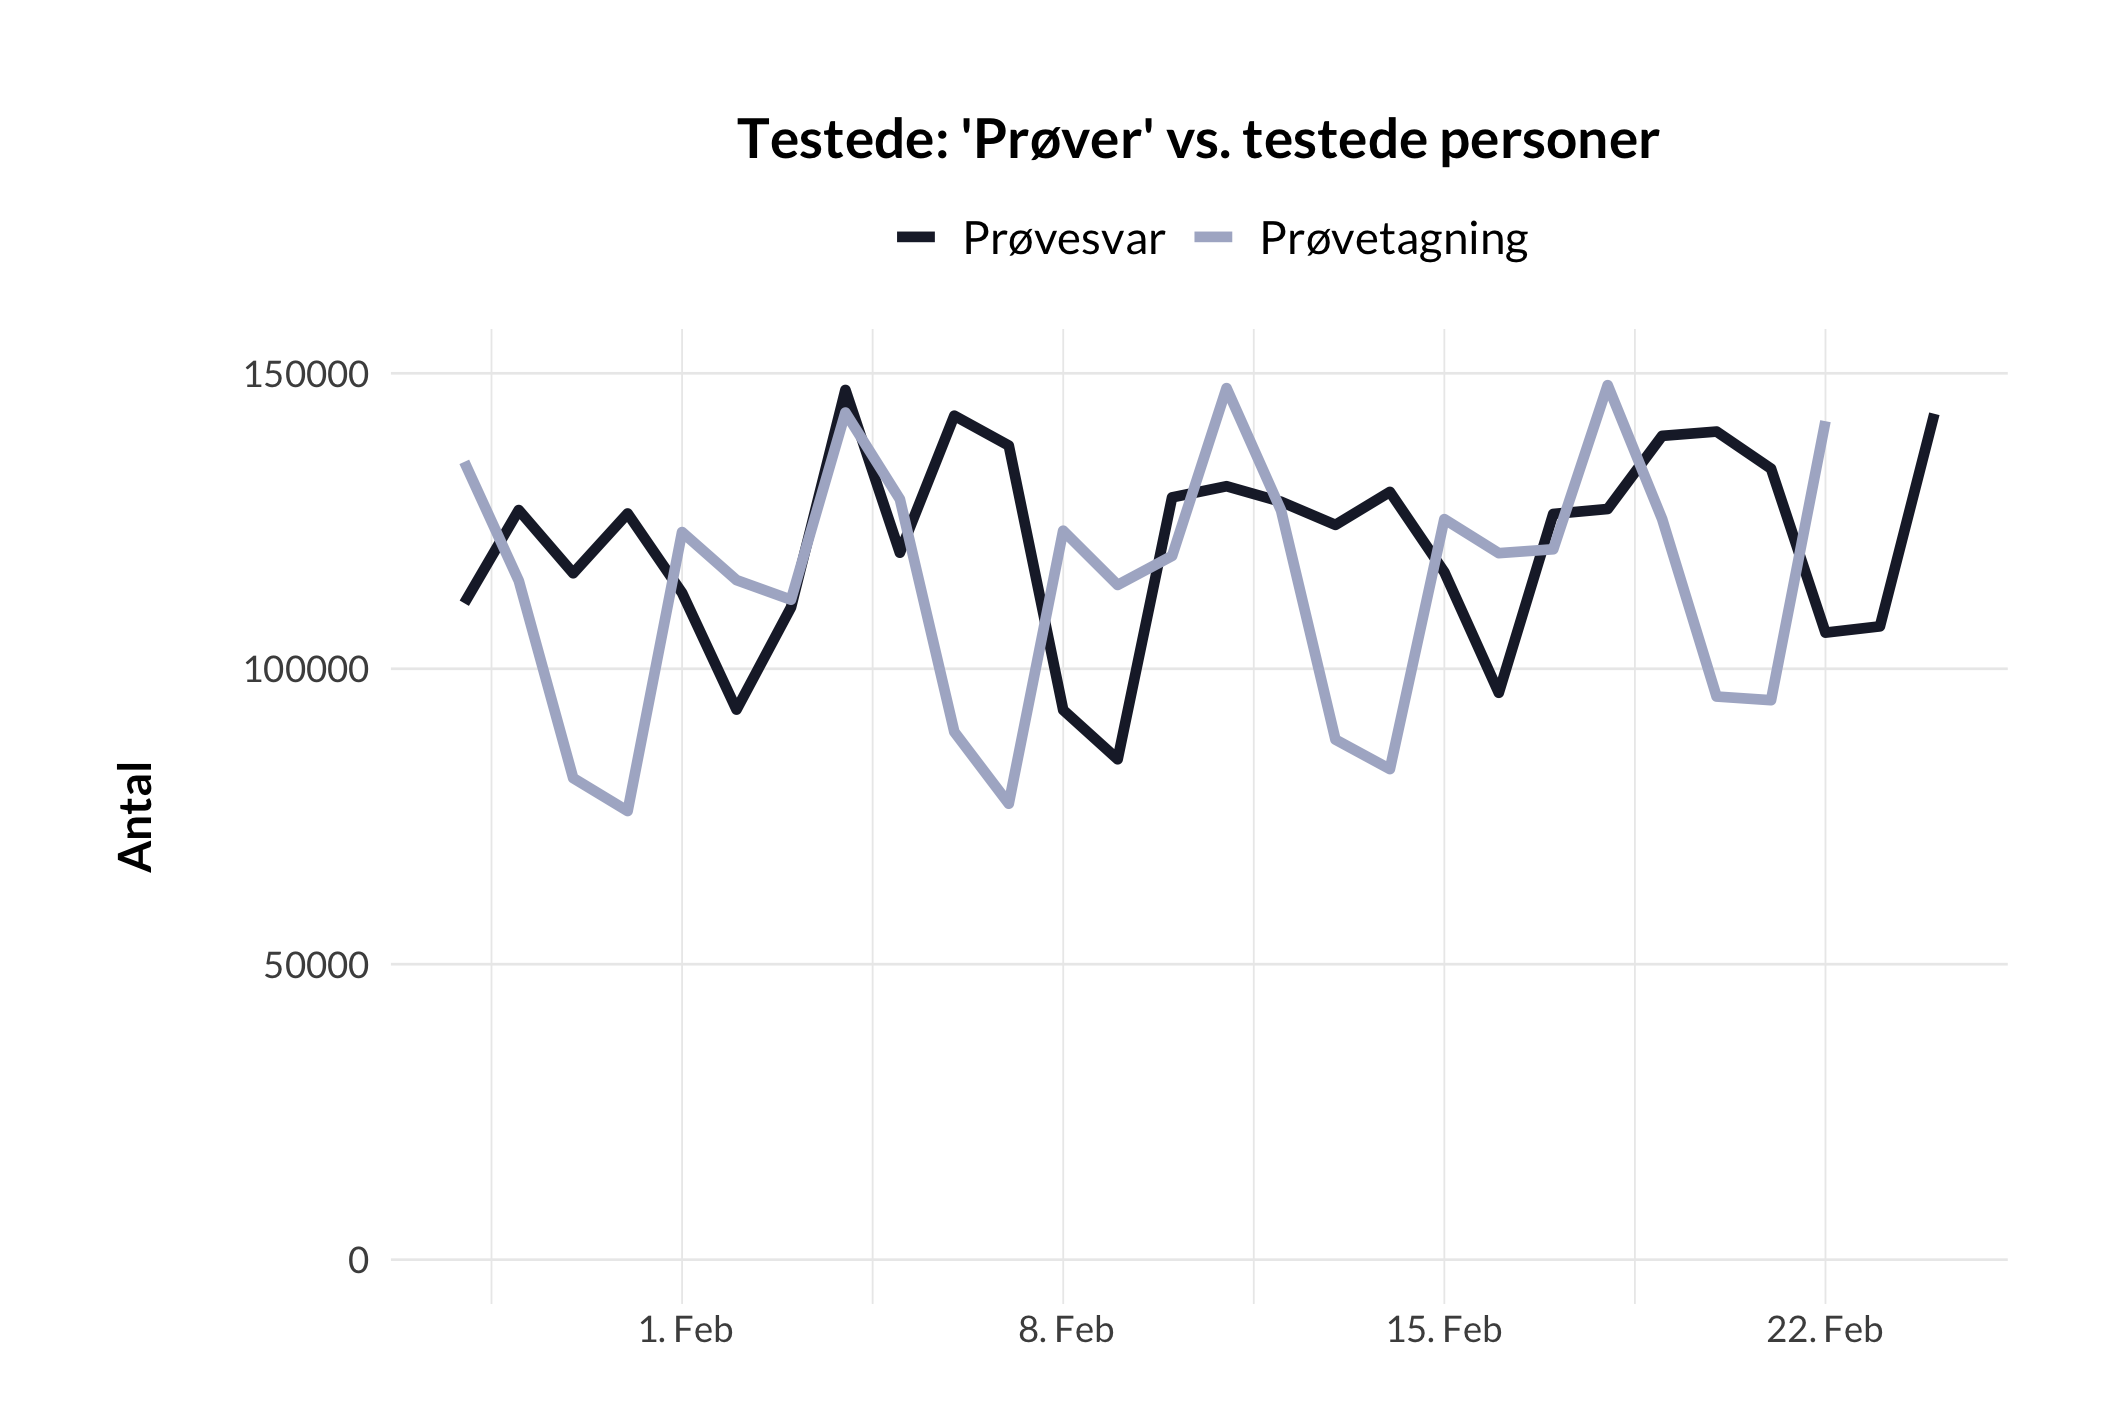 Testede: 'Prøver' vs. testede personer
Prøvesvar Prøvetagning
150000
100000
50000
0
Antal
1. Feb 8. Feb 15. Feb 22. Feb